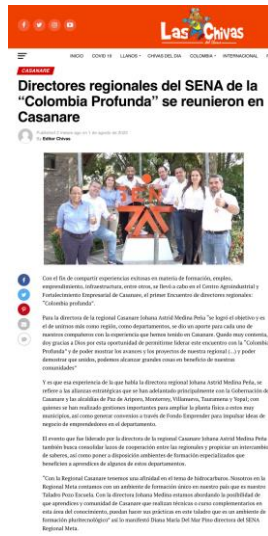 Las Chivas
INICIO COVID 19 LLANOS CHIVAS DEL DIA COLOMBIA INTERNACIONAL
CASANARE
Directores regionales del SENA de la
“Colombia Profunda” se reunieron en
Casanare
By Editor Chivas
Con el fin de compartir experiencias exitosas en materia de formación, empleo,
emprendimiento, infraestructura, entre otros, se llevó a cabo en el Centro Agroindustrial y
Fortalecimiento Empresarial de Casanare, el primer Encuentro de directores regionales:
“Colombia profunda”.
Para la directora de la regional Casanare Johana Astrid Medina Peña “se logró el objetivo y es
el de unirnos más como región, como departamentos, se dio un aporte para cada uno de
nuestros compañeros con la experiencia que hemos tenido en Casanare. Quedo muy contenta,
doy gracias a Dios por esta oportunidad de permitirme liderar este encuentro con la “Colombia
Profunda” y de poder mostrar los avances y los proyectos de nuestra regional (...) y poder
demostrar que unidos, podemos alcanzar grandes cosas en beneficio de nuestras
comunidades”
Y es que esa experiencia de la que habla la directora regional Johana Astrid Medina Peña, se
refiere a las alianzas estratégicas que se han adelantado principalmente con la Gobernación de
Casanare y las alcaldías de Paz de Ariporo, Monterrey, Villanueva, Tauramena y Yopal; con
quienes se han realizado gestiones importantes para ampliar la planta física a estos muy
municipios, así como generar convenios a través de Fondo Emprender para impulsar ideas de
negocio de emprendedores en el departamento.
El evento que fue liderado por la directora de la regional Casanare Johana Astrid Medina Peña
también busca consolidar lazos de cooperación entre las regionales y propiciar un intercambio
de saberes, así como poner a disposición ambientes de formación especializados que
beneficien a aprendices de algunos de estos departamentos.
“Con la Regional Casanare tenemos una afinidad en el tema de hidrocarburos. Nosotros en la
Regional Meta contamos con un ambiente de formación único en nuestro país que es nuestro
Taladro Pozo Escuela. Con la directora Johana Medina estamos abordando la posibilidad de
que aprendices y comunidad de Casanare que realizan técnicos o curso complementarios en
esta área del conocimiento, puedan hacer sus prácticas en este taladro que es un ambiente de
formación pluritecnológico” así lo manifestó Diana María Del Mar Pino directora del SENA
Regional Meta.